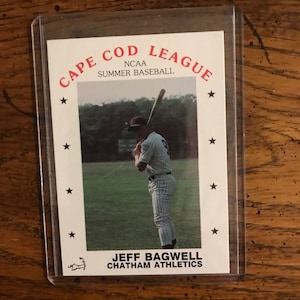 CAPE COD LEAGUE
NCAA
SUMMER BASEBALL
JEFF BAGWELL
CHATHAM ATHLETICS